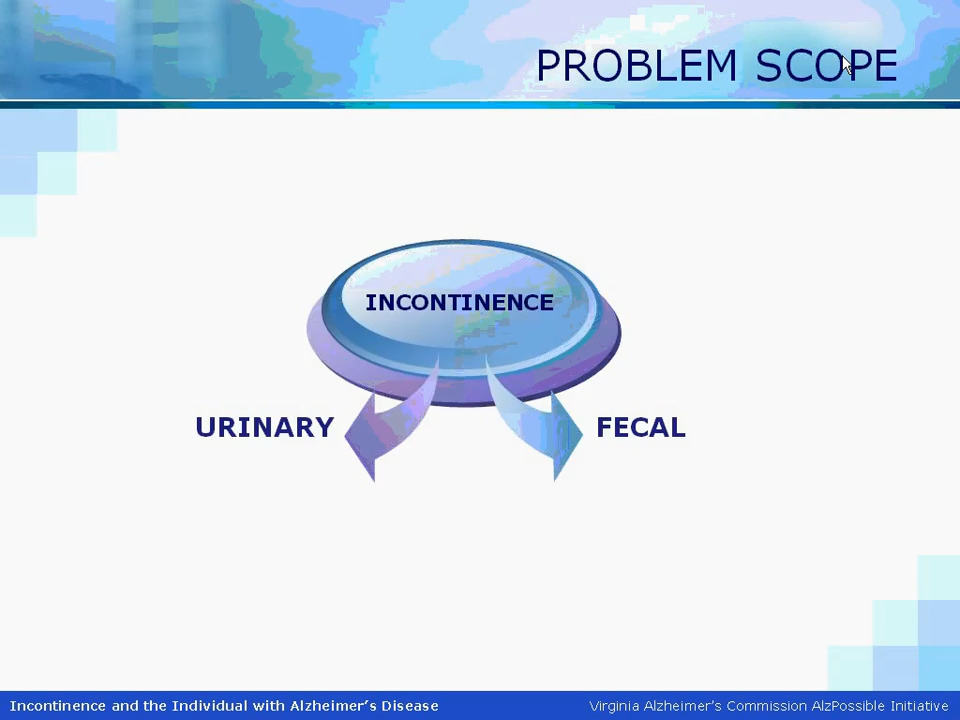 PROBLEM SCOPE
INCONTINENCE
URINARY
FECAL
Incontinence and the Individual with Alzheimer’s Disease
Virginia Alzheimer’s Commission AlzPossible Initiative